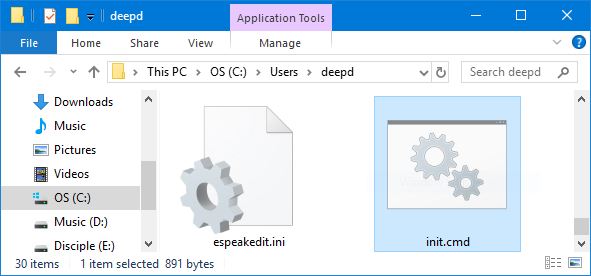 deepd
Application Tools
File
Home
Share
View
Manage
This PC
OS (C:)
Users
deepd
Search deepd
Downloads
Music
Pictures
Videos
OS (C:)
Music (D:)
Disciple (E:)
espeakedit.ini
init.cmd
30 items
1 item selected
891 bytes